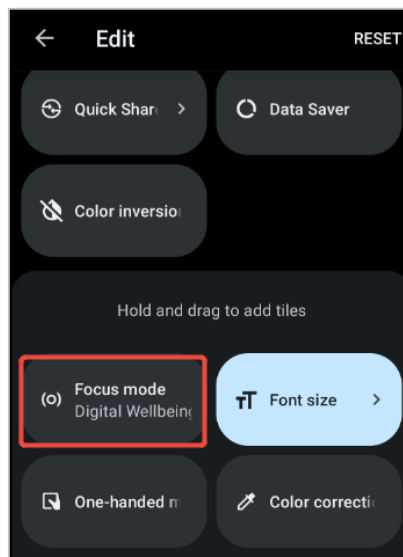 Edit
RESET
Quick Shar
Data Saver
Color inversio
Hold and drag to add tiles
Focus mode
Digital Wellbeing
Font size
One-handed m
Color correcti